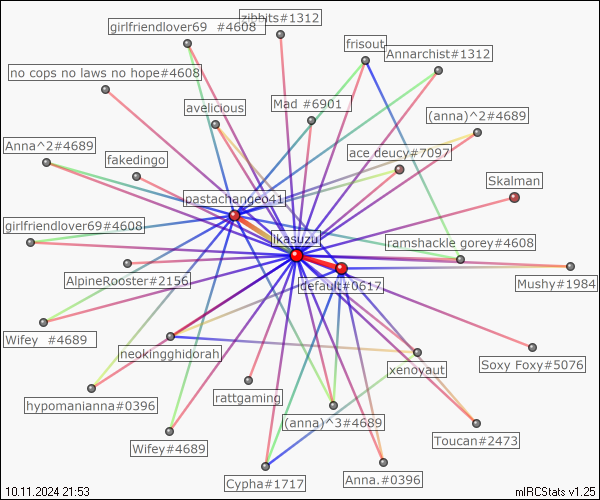 zibbits#1312
girlfriendlover69  #4608
frisout
Annarchist#1312
no cops no laws no hope#4608
avelicious
Mad #6901
(anna)^2#4689
Anna^2#4689
fakedingo
ace deucy#7097
Skalman
pastachangeo41
girlfriendlover69#4608
likasuzu
ramshackle gorey#4608
AlpineRooster#2156
default#0617
Mushy#1984
Wifey  #4689
neokingghidorah
xenoyaut
Soxy Foxy#5076
hypomanianna#0396
rattgaming
(anna)^3#4689
Toucan#2473
Wifey#4689
Cypha#1717
Anna.#0396
10.11.2024 21:53
mIRCStats v1.25